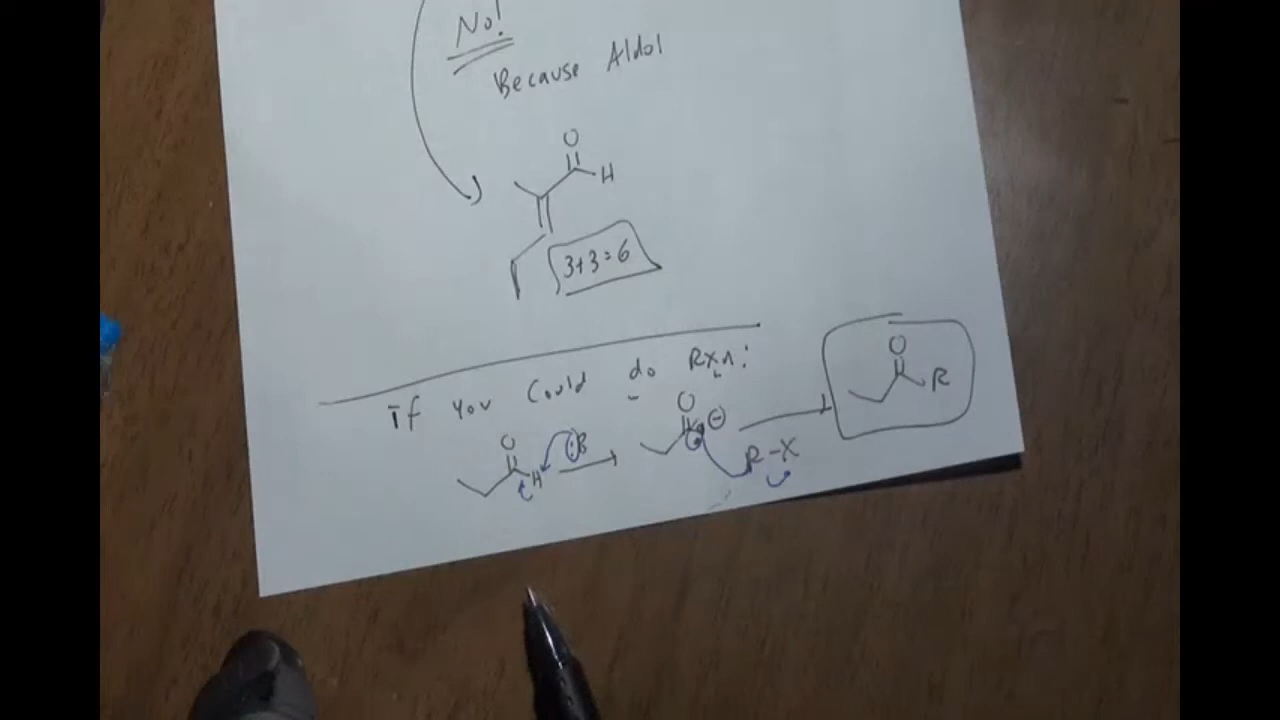 No!
Because Aldol
O
H
3+3=6
If you Could do Rxn:
O
R
O
H
:B
O
R-X